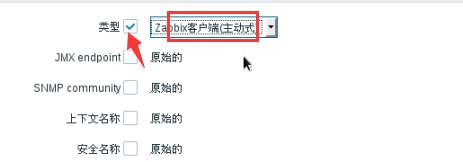 类型 Zabbix客户端(主动式)
JMX endpoint 原始的
SNMP community 原始的
上下文名称 原始的
安全名称 原始的